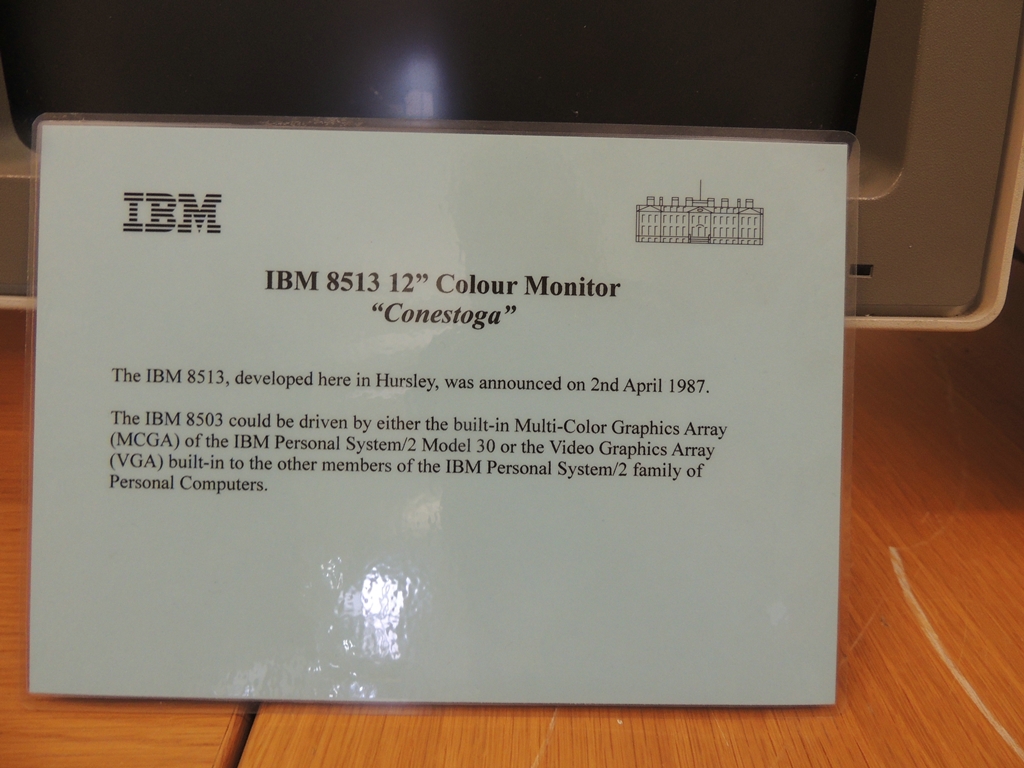 IBM
IBM 8513 12” Colour Monitor
“Conestoga”
The IBM 8513, developed here in Hursley, was announced on 2nd April 1987.
The IBM 8503 could be driven by either the built-in Multi-Color Graphics Array
(MCGA) of the IBM Personal System/2 Model 30 or the Video Graphics Array
(VGA) built-in to the other members of the IBM Personal System/2 family of
Personal Computers.